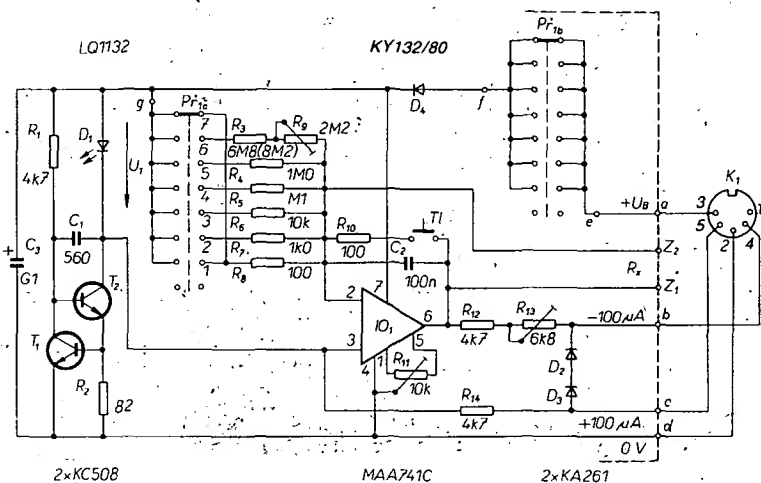 LQ1132
KY132/80
Př1b
g
Př1a
D4
f
R1
4k7
D1
U1
7
6
5
4
3
2
1
R3
R9
2M2
6M8(8M2)
R4
1M0
R5
M1
R6
10k
R7
1k0
R8
100
R10
100
Tl
C2
100n
C1
560
C3
+
G1
T2
T1
R2
82
2
3
7
IO1
6
5
4
1
R11
10k
R12
4k7
R13
6k8
D2
D3
R14
4k7
e
+UB
a
Z2
Rx
Z1
-100µA
b
c
+100µA
d
0V
K1
3
5
2
4
1
2xKC508
MAA741C
2xKA261